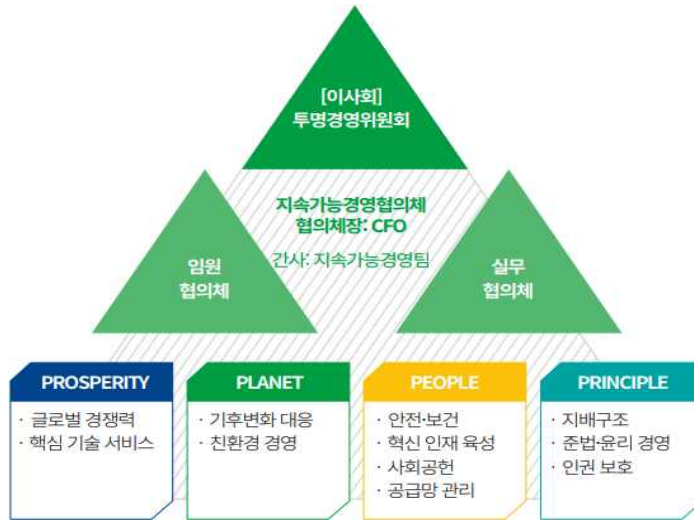 [이사회]
투명경영위원회
지속가능경영협의체
협의체장: CFO
간사: 지속가능경영팀
임원
협의체
실무
협의체
PROSPERITY
· 글로벌 경쟁력
· 핵심 기술 서비스
PLANET
· 기후변화 대응
· 친환경 경영
PEOPLE
· 안전·보건
· 혁신 인재 육성
· 사회공헌
· 공급망 관리
PRINCIPLE
· 지배구조
· 준법·윤리 경영
· 인권 보호